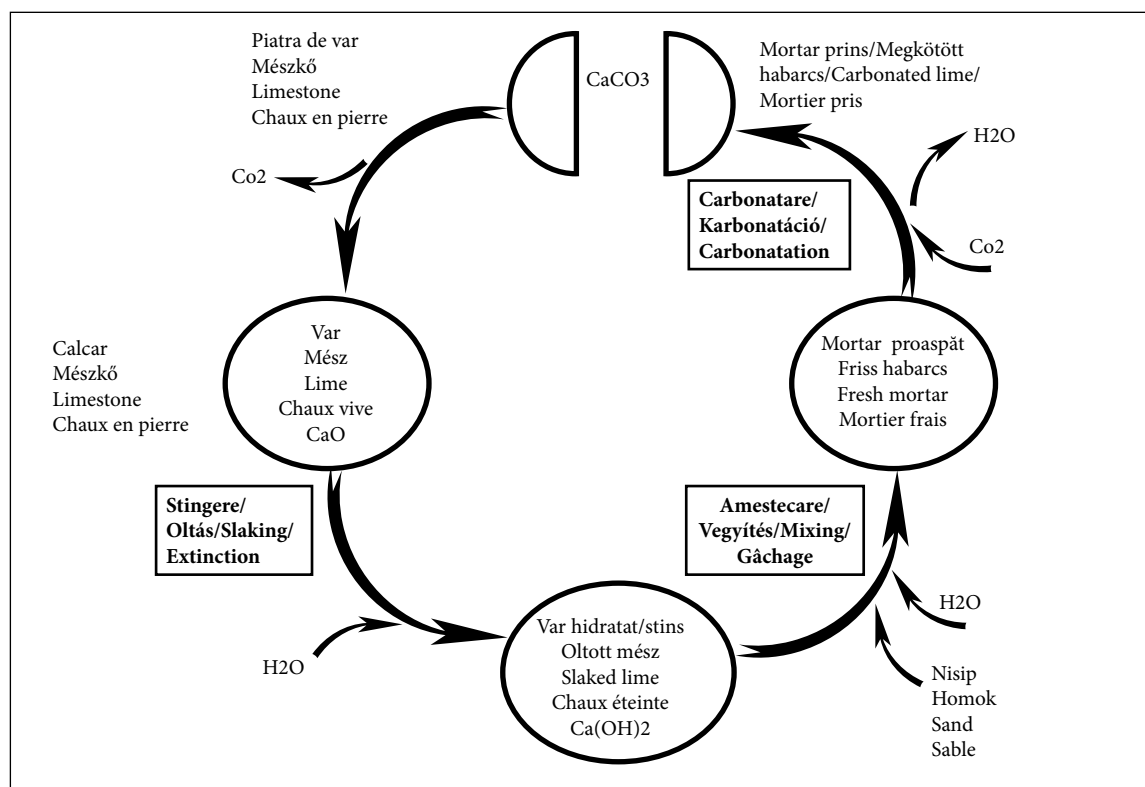 Piatra de var
Mészkő
Limestone
Chaux en pierre
CaCO3
Mortar prins/Megkötött
habarcs/Carbonated lime/
Mortier pris
H2O
Co2
Carbonatare/
Karbonatáció/
Carbonatation
Co2
Calcar
Mészkő
Limestone
Chaux en pierre
Var
Mész
Lime
Chaux vive
CaO
Mortar proaspăt
Friss habarcs
Fresh mortar
Mortier frais
Stingere/
Oltás/Slaking/
Extinction
Amestecare/
Vegyítés/Mixing/
Gâchage
H2O
Var hidratat/stins
Oltott mész
Slaked lime
Chaux éteinte
Ca(OH)2
H2O
Nisip
Homok
Sand
Sable